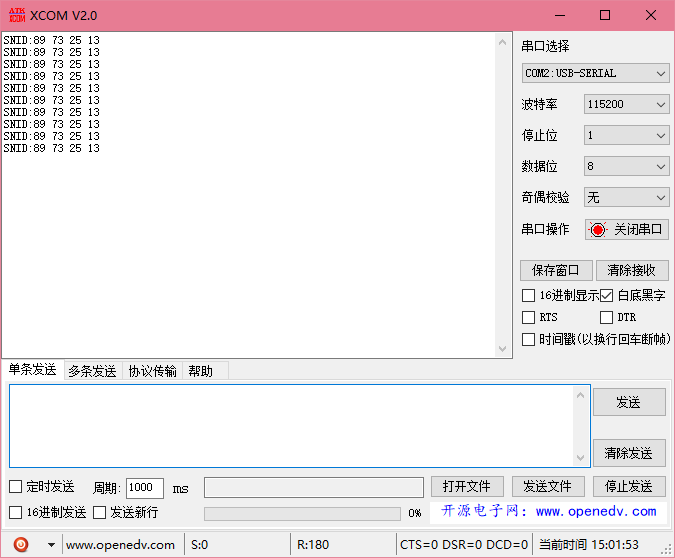 ATK XCOM XCOM V2.0
SNID:89 73 25 13
SNID:89 73 25 13
SNID:89 73 25 13
SNID:89 73 25 13
SNID:89 73 25 13
SNID:89 73 25 13
SNID:89 73 25 13
SNID:89 73 25 13
SNID:89 73 25 13
SNID:89 73 25 13
串口选择
COM2:USB-SERIAL
波特率 115200
停止位 1
数据位 8
奇偶校验 无
串口操作 关闭串口
保存窗口 清除接收
16进制显示 白底黑字
RTS DTR
时间戳(以换行回车断帧)
单条发送 多条发送 协议传输 帮助
发送
清除发送
定时发送 周期: 1000 ms 打开文件 发送文件 停止发送
16进制发送 发送新行 0% 开源电子网：www.openedv.com
www.openedv.com S:0 R:180 CTS=0 DSR=0 DCD=0 当前时间 15:01:53